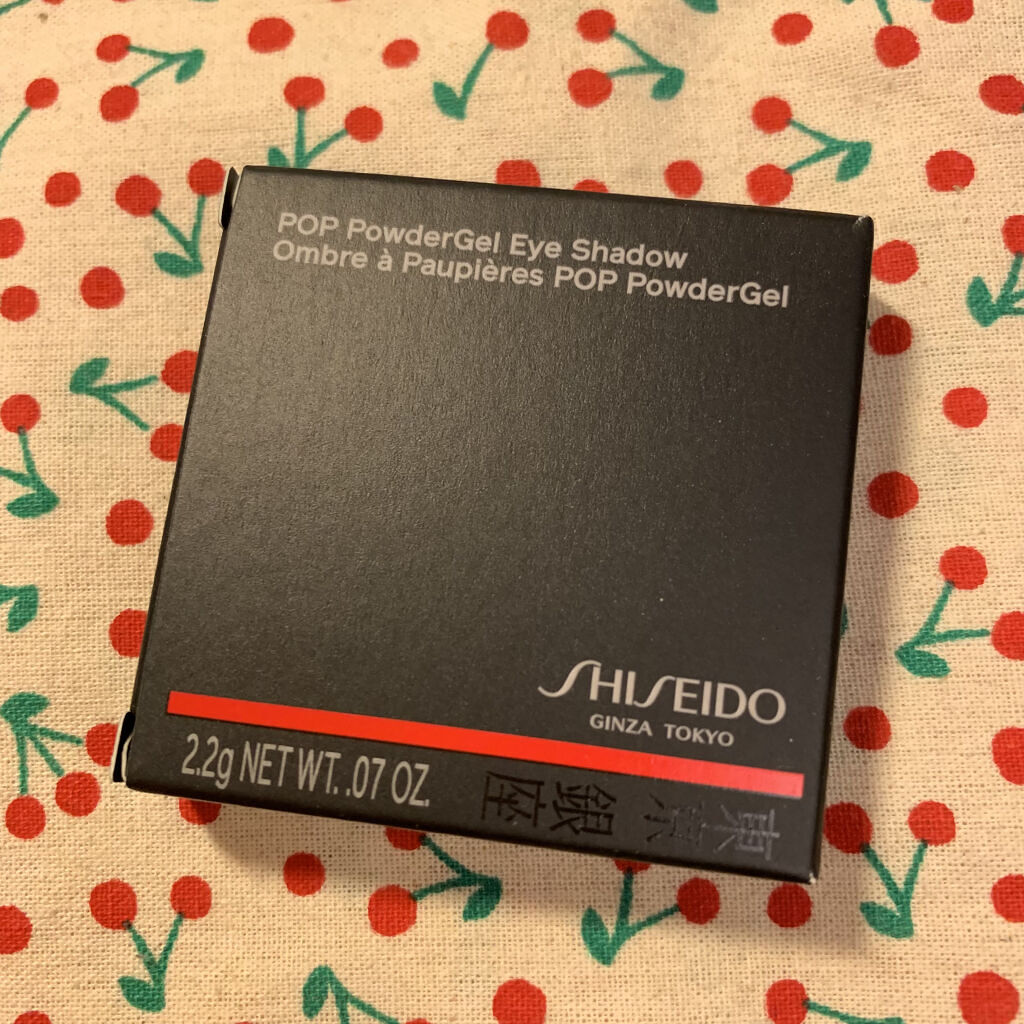 POP PowderGel Eye Shadow
Ombre à Paupières POP PowderGel
SHISEIDO
GINZA TOKYO
2.2g NET WT. .07 OZ.
東京銀座